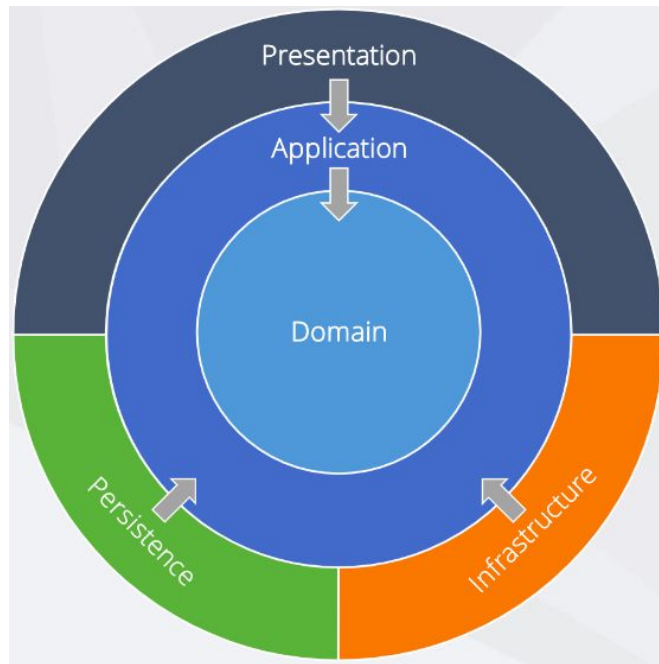 Presentation
Application
Domain
Persistence
Infrastructure